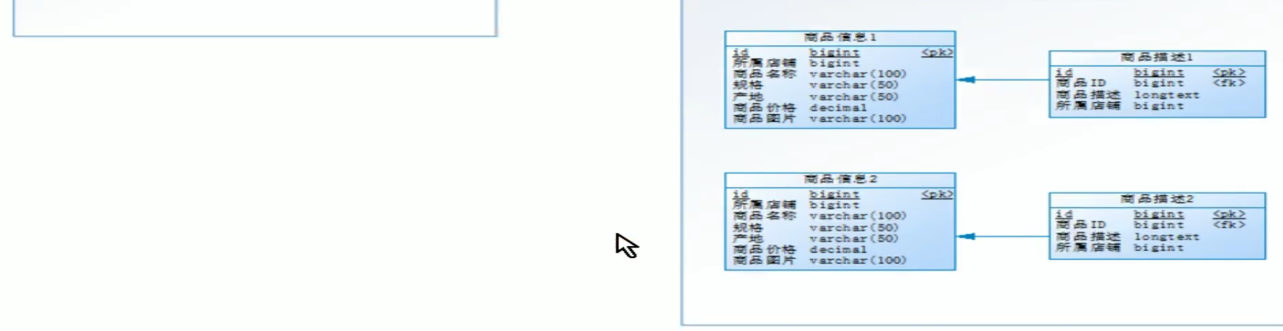 商品信息1
id bigint <pk>
所属店铺 bigint
商品名称 varchar(100)
规格 varchar(50)
产地 varchar(50)
商品价格 decimal
商品图片 varchar(100)
商品描述1
id bigint <pk>
商品ID bigint <fk>
商品描述 longtext
所属店铺 bigint
商品信息2
id bigint <pk>
所属店铺 bigint
商品名称 varchar(100)
规格 varchar(50)
产地 varchar(50)
商品价格 decimal
商品图片 varchar(100)
商品描述2
id bigint <pk>
商品ID bigint <fk>
商品描述 longtext
所属店铺 bigint